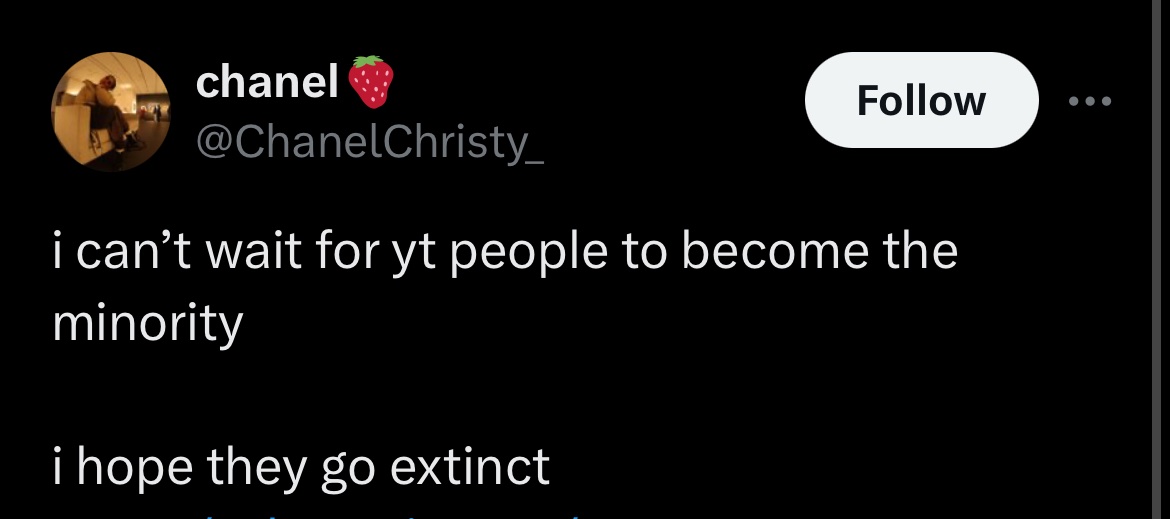 chanel🍓
@ChanelChristy_
Follow
i can’t wait for yt people to become the
minority
i hope they go extinct